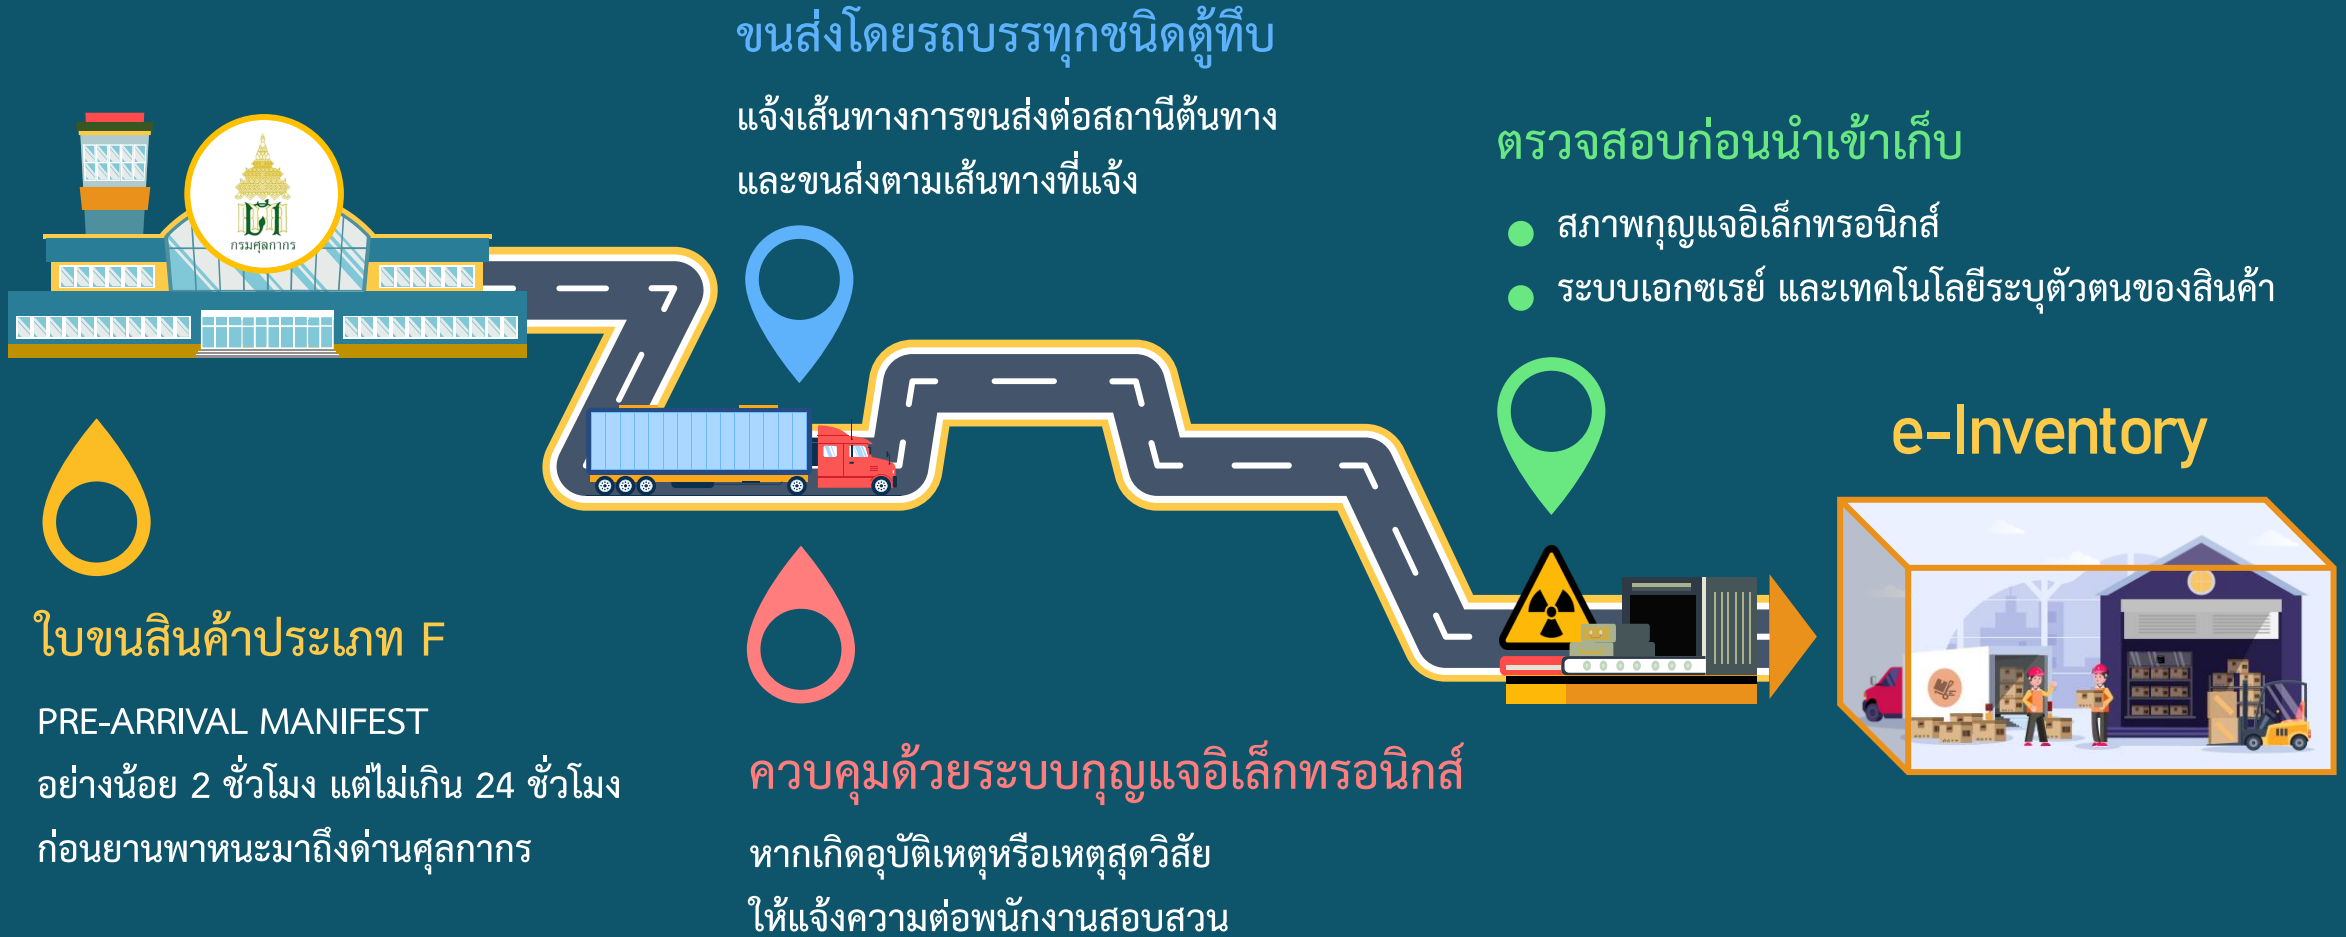 ขนส่งโดยรถบรรทุกชนิดตู้ทึบ
แจ้งเส้นทางการขนส่งต่อสถานีต้นทาง
และขนส่งตามเส้นทางที่แจ้ง
ตรวจสอบก่อนนำเข้าเก็บ
สภาพกุญแจอิเล็กทรอนิกส์
ระบบเอกซเรย์ และเทคโนโลยีระบุตัวตนของสินค้า
กรมศุลกากร
e-Inventory
ใบขนสินค้าประเภท F
PRE-ARRIVAL MANIFEST
อย่างน้อย 2 ชั่วโมง แต่ไม่เกิน 24 ชั่วโมง
ก่อนยานพาหนะมาถึงด่านศุลกากร
ควบคุมด้วยระบบกุญแจอิเล็กทรอนิกส์
หากเกิดอุบัติเหตุหรือเหตุสุดวิสัย
ให้แจ้งความต่อพนักงานสอบสวน